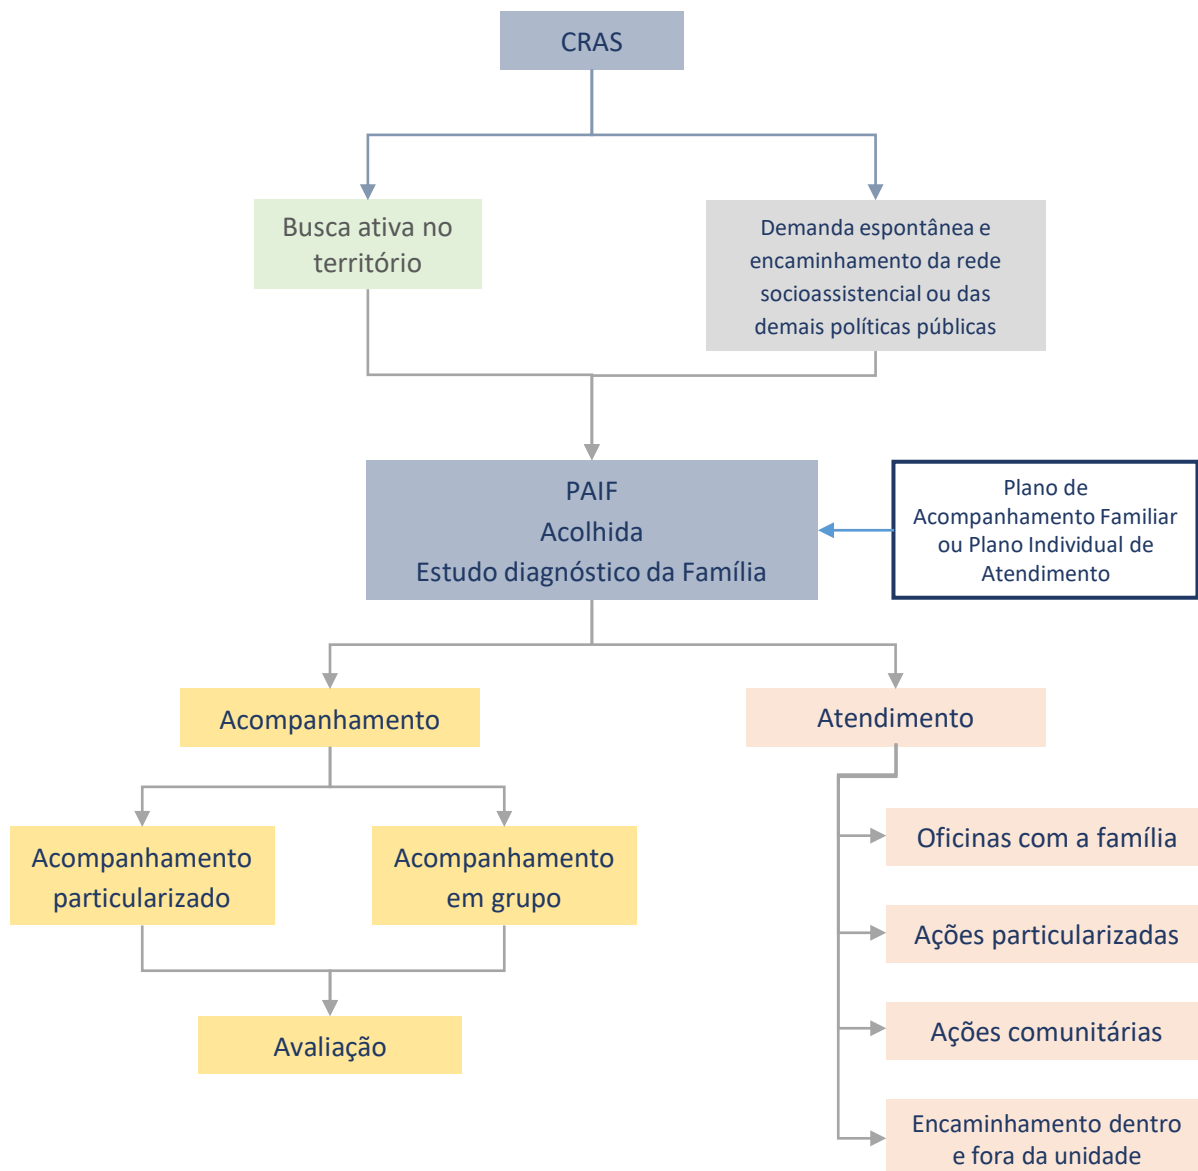 CRAS
Busca ativa no
território
Demanda espontânea e
encaminhamento da rede
socioassistencial ou das
demais políticas públicas
PAIF
Acolhida
Estudo diagnóstico da Família
Plano de
Acompanhamento Familiar
ou Plano Individual de
Atendimento
Acompanhamento
Atendimento
Acompanhamento
particularizado
Acompanhamento
em grupo
Avaliação
Oficinas com a família
Ações particularizadas
Ações comunitárias
Encaminhamento dentro
e fora da unidade